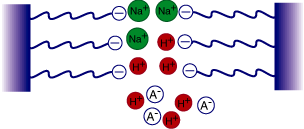 − Na⁺ Na⁺ −
− Na⁺ H⁺ −
− H⁺ H⁺ −
H⁺ A⁻ H⁺ A⁻
A⁻ H⁺